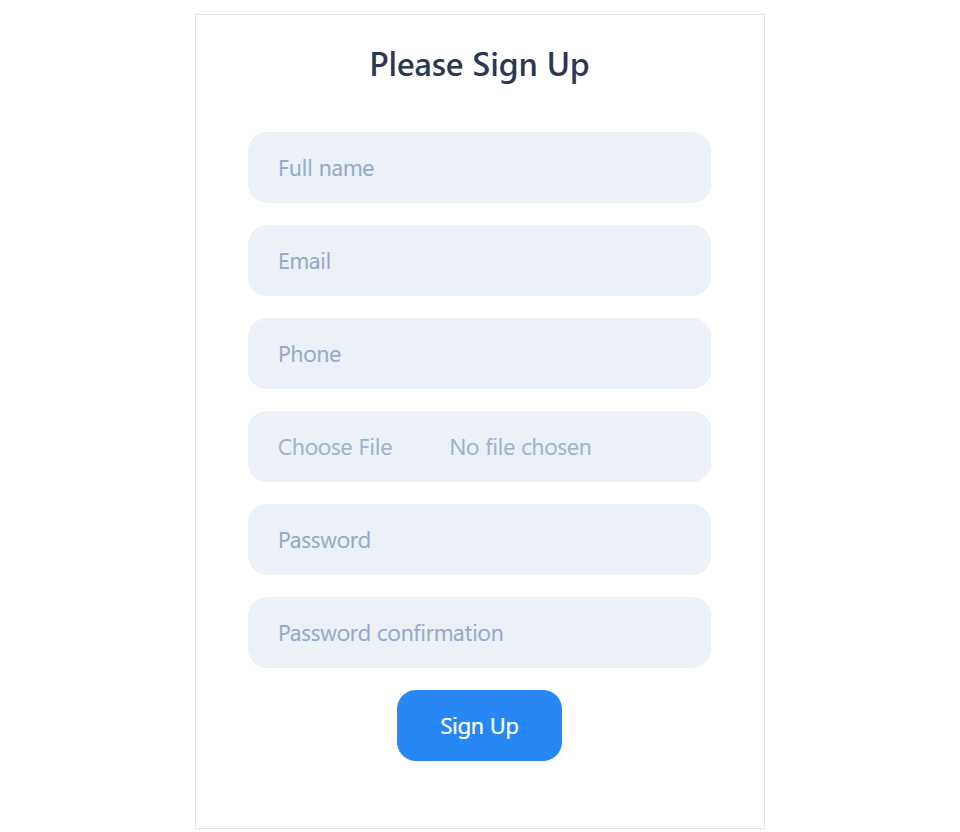 Please Sign Up
Full name
Email
Phone
Choose File No file chosen
Password
Password confirmation
Sign Up